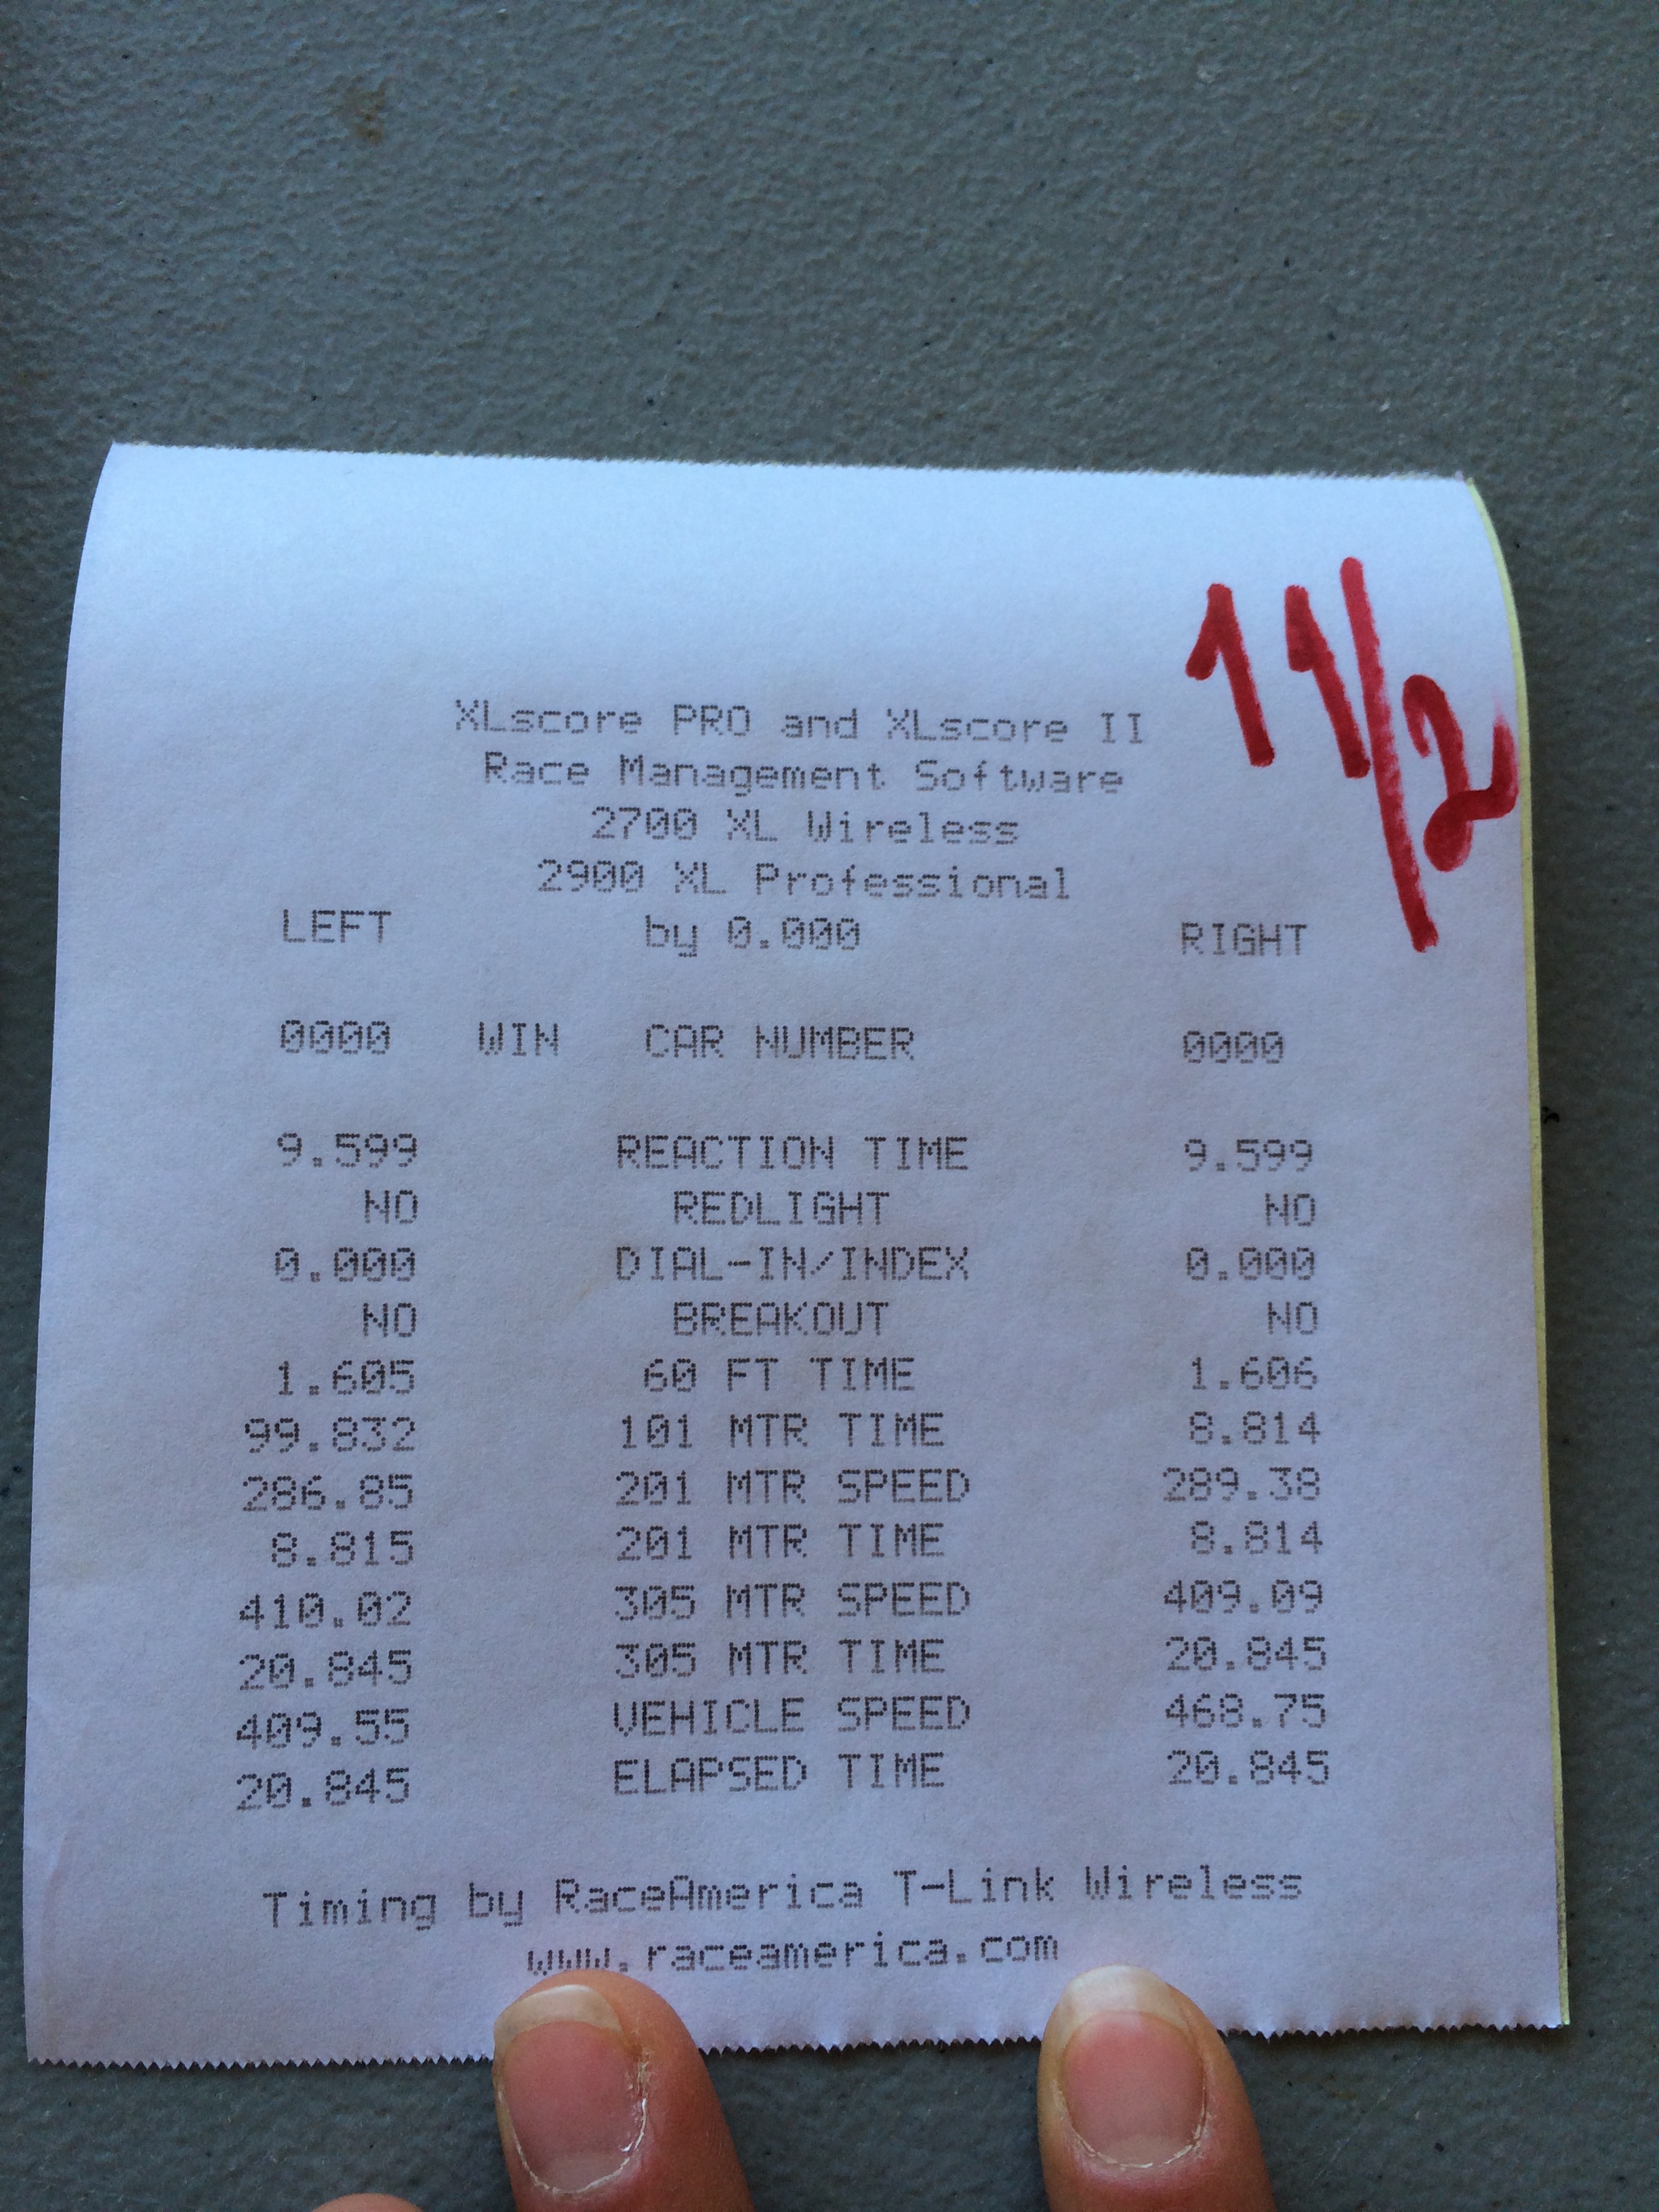 11/2
XLscore PRO and XLscore II
Race Management Software
2700 XL Wireless
2900 XL Professional
LEFT by 0.000 RIGHT
0000 WIN CAR NUMBER 0000
9.599 REACTION TIME 9.599
NO REDLIGHT NO
0.000 DIAL-IN/INDEX 0.000
NO BREAKOUT NO
1.605 60 FT TIME 1.606
99.832 101 MTR TIME 8.814
286.85 201 MTR SPEED 289.38
8.815 201 MTR TIME 8.814
410.02 305 MTR SPEED 409.09
20.845 305 MTR TIME 20.845
409.55 VEHICLE SPEED 468.75
20.845 ELAPSED TIME 20.845
Timing by RaceAmerica T-Link Wireless
www.raceamerica.com